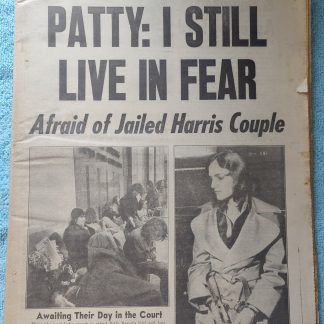 PATTY: I STILL
LIVE IN FEAR
Afraid of Jailed Harris Couple
Awaiting Their Day in the Court